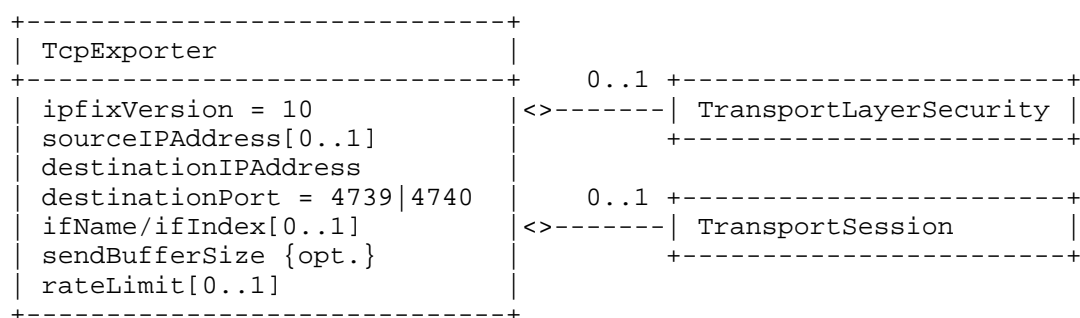 +------------------------------+
| TcpExporter                  |
+------------------------------+    0..1 +------------------------+
| ipfixVersion = 10            |<>-------| TransportLayerSecurity |
| sourceIPAddress[0..1]        |         +------------------------+
| destinationIPAddress         |
| destinationPort = 4739|4740  |    0..1 +------------------------+
| ifName/ifIndex[0..1]         |<>-------| TransportSession       |
| sendBufferSize {opt.}        |         +------------------------+
| rateLimit[0..1]              |
+------------------------------+